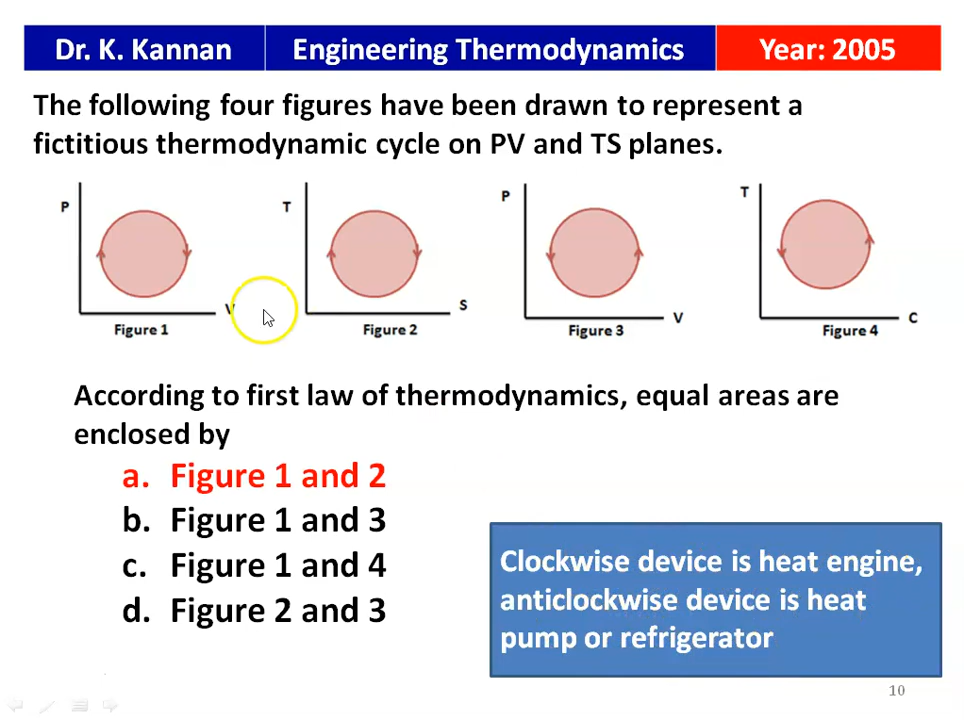 Dr. K. Kannan Engineering Thermodynamics Year: 2005
The following four figures have been drawn to represent a
fictitious thermodynamic cycle on PV and TS planes.
P T P T
V S V C
Figure 1 Figure 2 Figure 3 Figure 4
According to first law of thermodynamics, equal areas are
enclosed by
a. Figure 1 and 2
b. Figure 1 and 3
c. Figure 1 and 4
d. Figure 2 and 3
Clockwise device is heat engine,
anticlockwise device is heat
pump or refrigerator
10